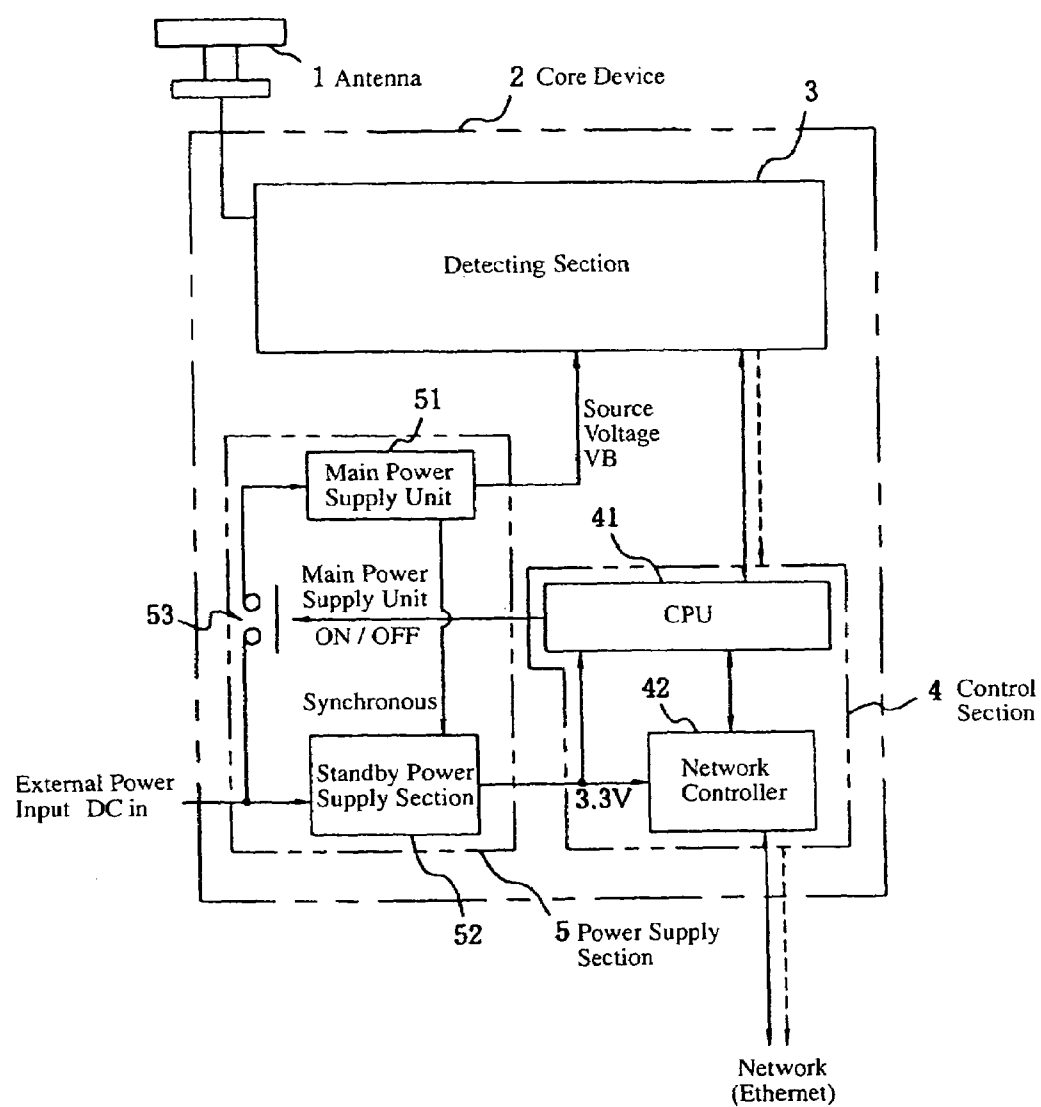 1 Antenna
2 Core Device
3
Detecting Section
51
Source
Voltage
VB
Main Power
Supply Unit
41
Main Power
Supply Unit
ON / OFF
53
CPU
42
4 Control
Section
Synchronous
External Power
Input DC in
Standby Power
Supply Section
3.3V
Network
Controller
52
5 Power Supply
Section
Network
(Ethernet)